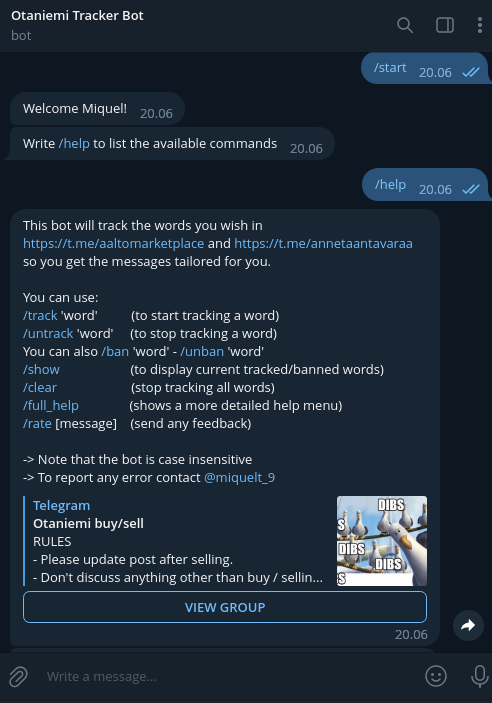 Otaniemi Tracker Bot
bot
/start 20.06
Welcome Miquel! 20.06
Write /help to list the available commands 20.06
/help 20.06
This bot will track the words you wish in
https://t.me/aaltomarketplace and https://t.me/annetaantavaraa
so you get the messages tailored for you.
You can use:
/track 'word' (to start tracking a word)
/untrack 'word' (to stop tracking a word)
You can also /ban 'word' - /unban 'word'
/show (to display current tracked/banned words)
/clear (stop tracking all words)
/full_help (shows a more detailed help menu)
/rate [message] (send any feedback)
-> Note that the bot is case insensitive
-> To report any error contact @miquelt_9
Telegram
Otaniemi buy/sell
RULES
- Please update post after selling.
- Don't discuss anything other than buy / sellin...
DIBS
S
DIBS
DIBS
S
VIEW GROUP
20.06
Write a message...